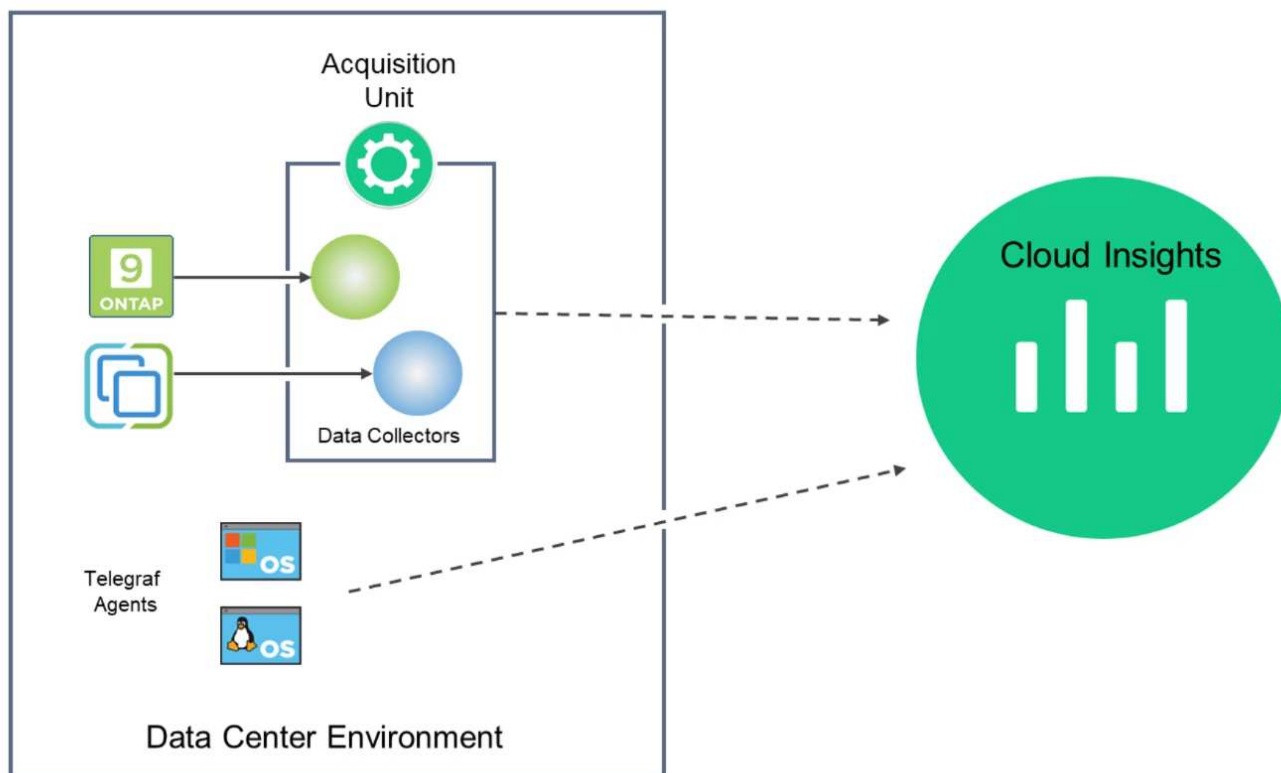 Acquisition
Unit
9
ONTAP
Data Collectors
Cloud Insights
Telegraf
Agents
OS
OS
Data Center Environment